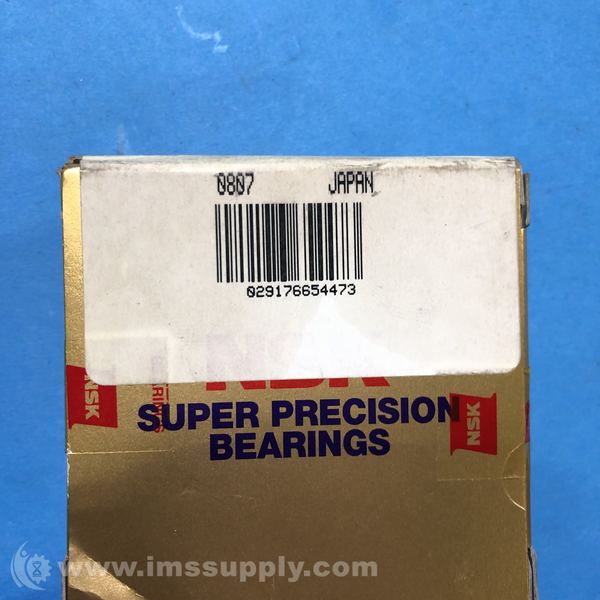 0807 JAPAN
029176654473
NSK
SUPER PRECISION
BEARINGS
NSK
NSK
www.imssupply.com